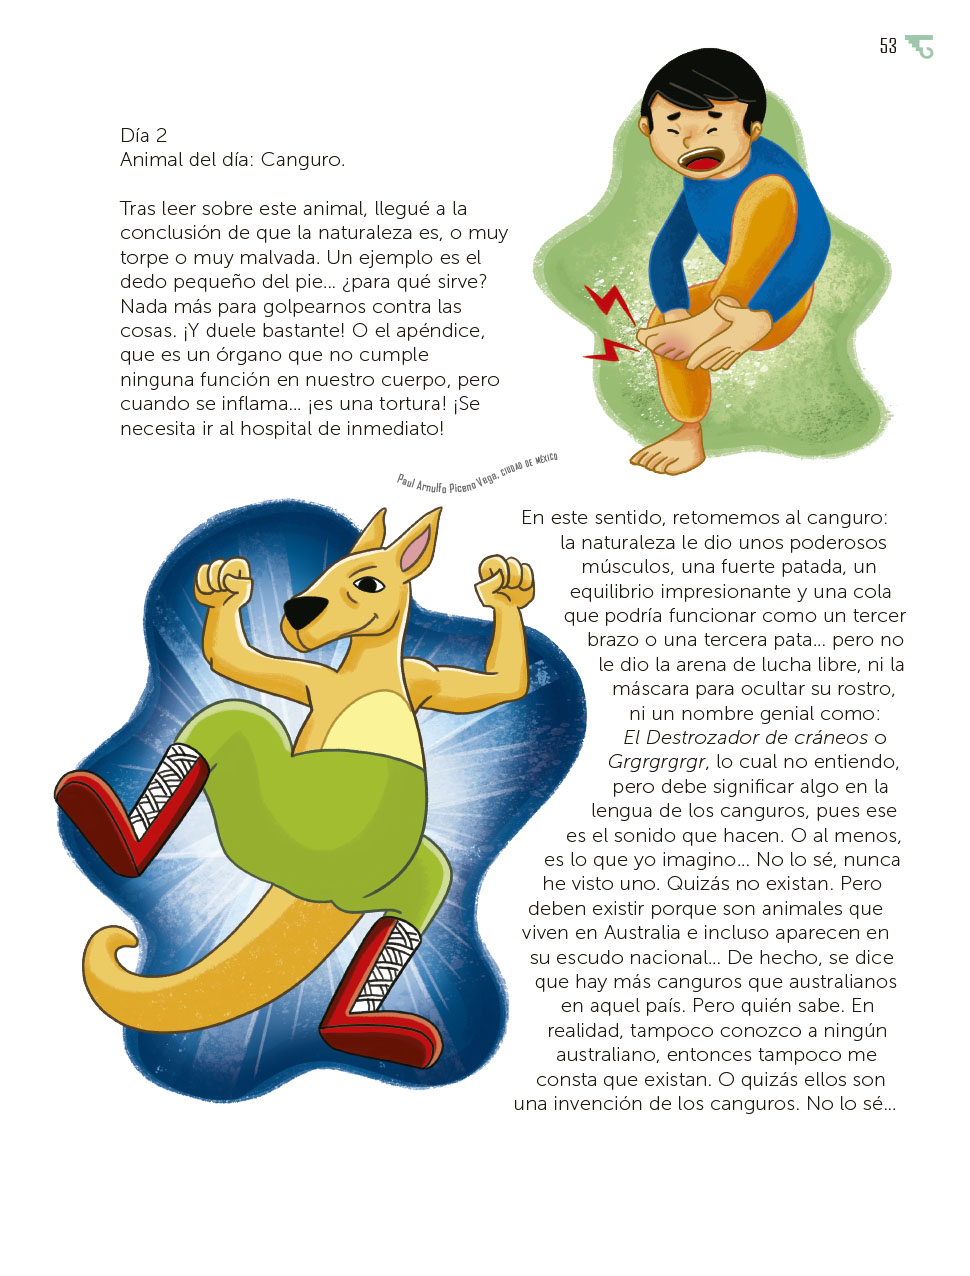 53
Día 2
Animal del día: Canguro.
Tras leer sobre este animal, llegué a la
conclusión de que la naturaleza es, o muy
torpe o muy malvada. Un ejemplo es el
dedo pequeño del pie... ¿para qué sirve?
Nada más para golpearnos contra las
cosas. ¡Y duele bastante! O el apéndice,
que es un órgano que no cumple
ninguna función en nuestro cuerpo, pero
cuando se inflama... ¡es una tortura! ¡Se
necesita ir al hospital de inmediato!
Paul Arnulfo Piceno Vega, CIUDAD DE MÉXICO
En este sentido, retomemos al canguro:
la naturaleza le dio unos poderosos
músculos, una fuerte patada, un
equilibrio impresionante y una cola
que podría funcionar como un tercer
brazo o una tercera pata... pero no
le dio la arena de lucha libre, ni la
máscara para ocultar su rostro,
ni un nombre genial como:
El Destrozador de cráneos o
Grgrgrgrgr, lo cual no entiendo,
pero debe significar algo en la
lengua de los canguros, pues ese
es el sonido que hacen. O al menos,
es lo que yo imagino... No lo sé, nunca
he visto uno. Quizás no existan. Pero
deben existir porque son animales que
viven en Australia e incluso aparecen en
su escudo nacional... De hecho, se dice
que hay más canguros que australianos
en aquel país. Pero quién sabe. En
realidad, tampoco conozco a ningún
australiano, entonces tampoco me
consta que existan. O quizás ellos son
una invención de los canguros. No lo sé...